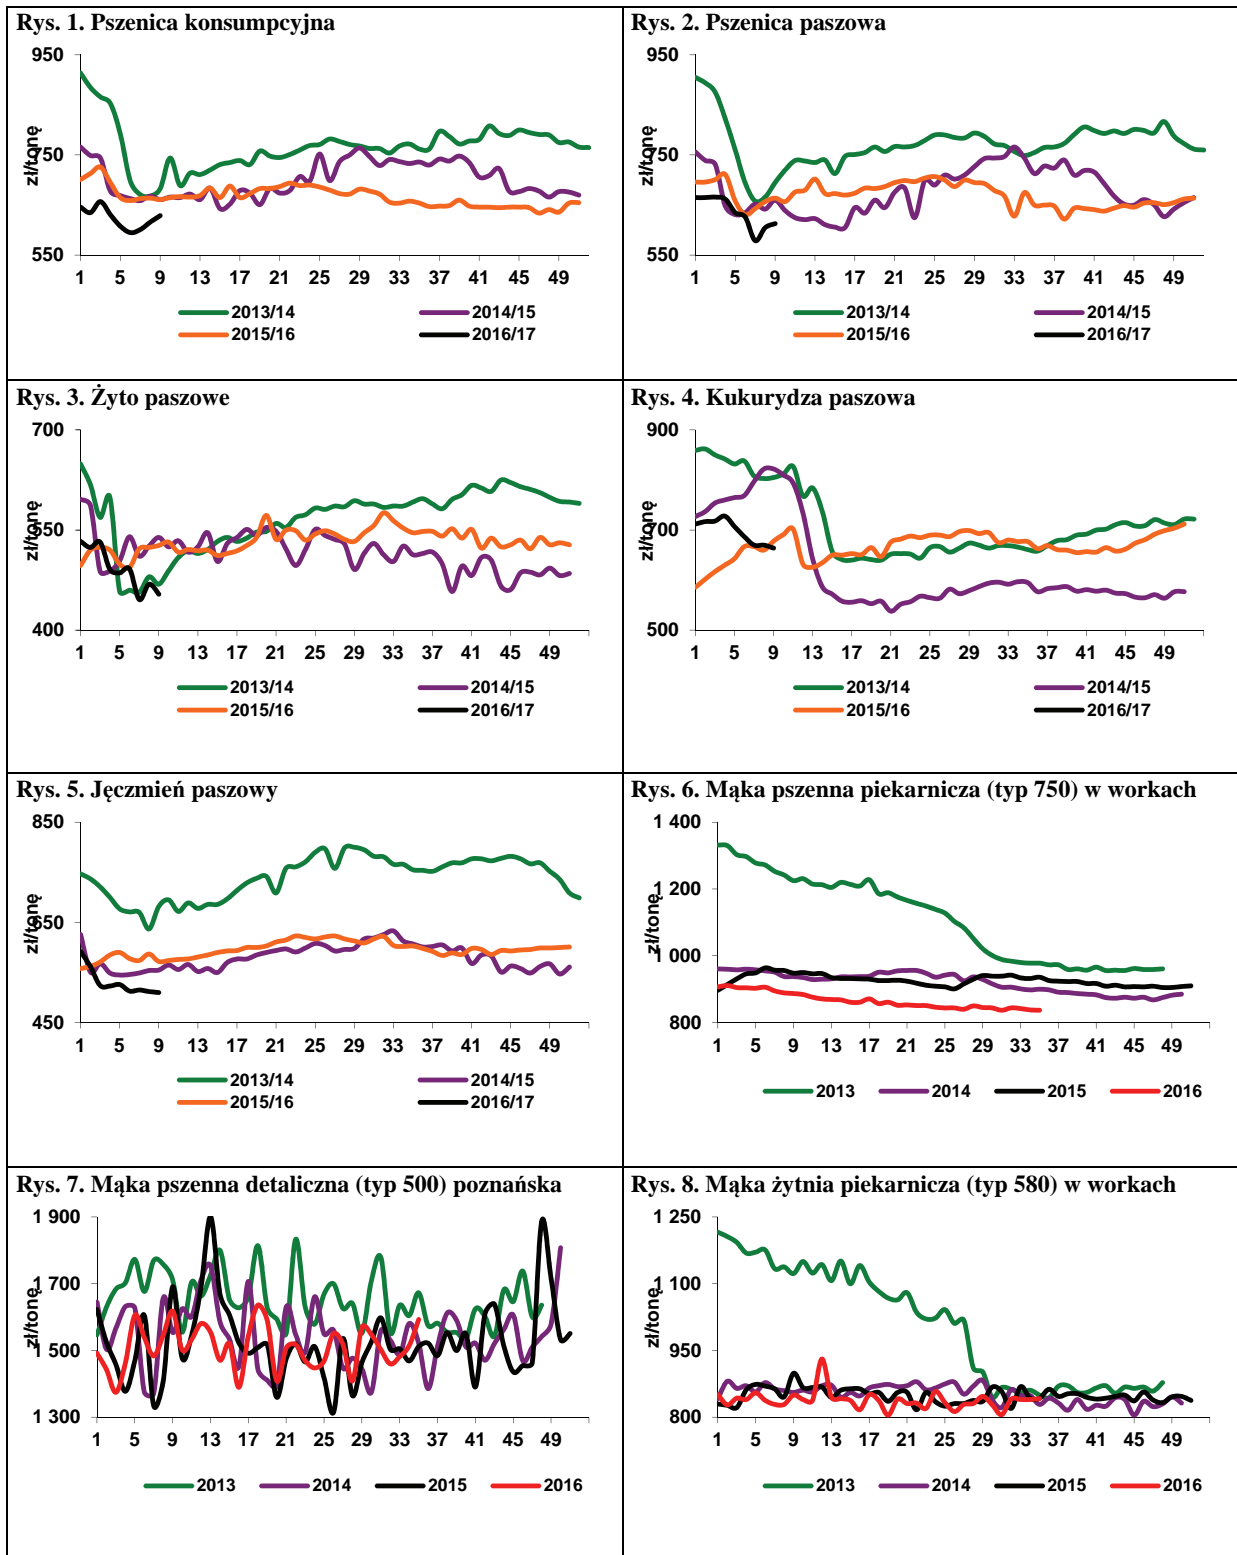 Rys. 1. Pszenica konsumpcyjna
950
750
550
zł/tonę
1 5 9 13 17 21 25 29 33 37 41 45 49
2013/14 2014/15
2015/16 2016/17
Rys. 2. Pszenica paszowa
950
750
550
zł/tonę
1 5 9 13 17 21 25 29 33 37 41 45 49
2013/14 2014/15
2015/16 2016/17
Rys. 3. Żyto paszowe
700
550
400
zł/tonę
1 5 9 13 17 21 25 29 33 37 41 45 49
2013/14 2014/15
2015/16 2016/17
Rys. 4. Kukurydza paszowa
900
700
500
zł/tonę
1 5 9 13 17 21 25 29 33 37 41 45 49
2013/14 2014/15
2015/16 2016/17
Rys. 5. Jęczmień paszowy
850
650
450
zł/tonę
1 5 9 13 17 21 25 29 33 37 41 45 49
2013/14 2014/15
2015/16 2016/17
Rys. 6. Mąka pszenna piekarnicza (typ 750) w workach
1 400
1 200
1 000
800
zł/tonę
1 5 9 13 17 21 25 29 33 37 41 45 49
2013 2014 2015 2016
Rys. 7. Mąka pszenna detaliczna (typ 500) poznańska
1 900
1 700
1 500
1 300
zł/tonę
1 5 9 13 17 21 25 29 33 37 41 45 49
2013 2014 2015 2016
Rys. 8. Mąka żytnia piekarnicza (typ 580) w workach
1 250
1 100
950
800
zł/tonę
1 5 9 13 17 21 25 29 33 37 41 45 49
2013 2014 2015 2016